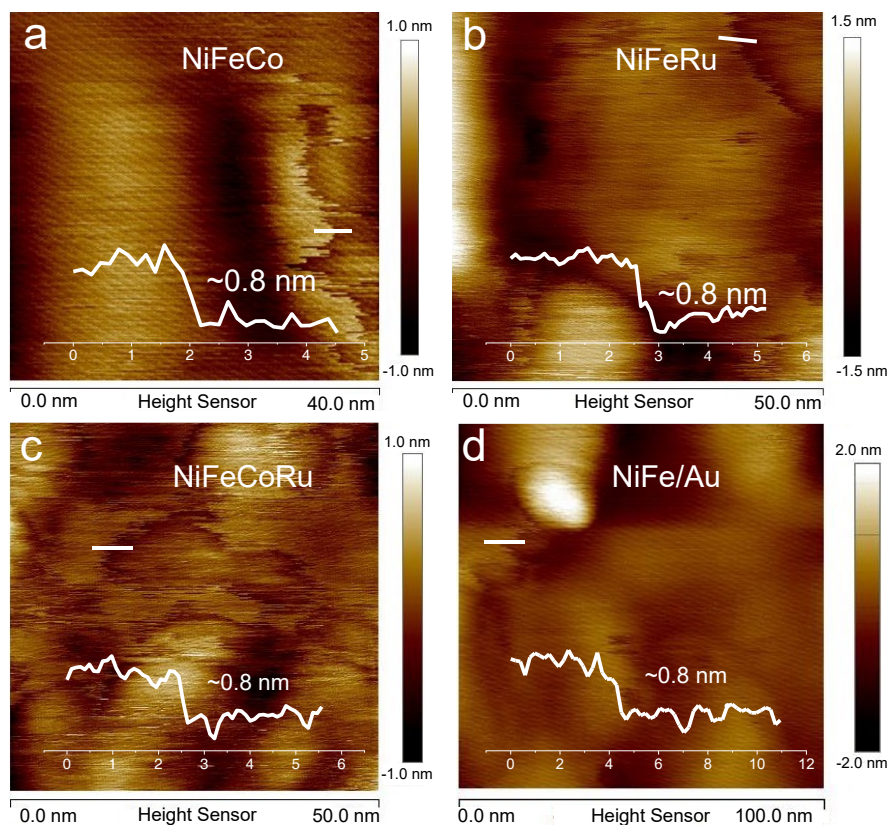 a
NiFeCo
1.0 nm
~0.8 nm
0 1 2 3 4 5
-1.0 nm
0.0 nm Height Sensor 40.0 nm
b
NiFeRu
1.5 nm
~0.8 nm
0 1 2 3 4 5 6
-1.5 nm
0.0 nm Height Sensor 50.0 nm
c
NiFeCoRu
1.0 nm
~0.8 nm
0 1 2 3 4 5 6
-1.0 nm
0.0 nm Height Sensor 50.0 nm
d
NiFe/Au
2.0 nm
~0.8 nm
0 2 4 6 8 10 12
-2.0 nm
0.0 nm Height Sensor 100.0 nm